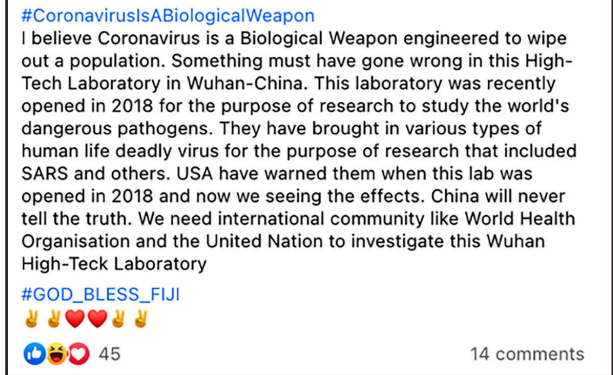 #CoronavirusIsABiologicalWeapon
I believe Coronavirus is a Biological Weapon engineered to wipe
out a population. Something must have gone wrong in this High-
Tech Laboratory in Wuhan-China. This laboratory was recently
opened in 2018 for the purpose of research to study the world's
dangerous pathogens. They have brought in various types of
human life deadly virus for the purpose of research that included
SARS and others. USA have warned them when this lab was
opened in 2018 and now we seeing the effects. China will never
tell the truth. We need international community like World Health
Organisation and the United Nation to investigate this Wuhan
High-Teck Laboratory
#GOD_BLESS_FIJI
✌️✌️❤️❤️✌️✌️
45 14 comments